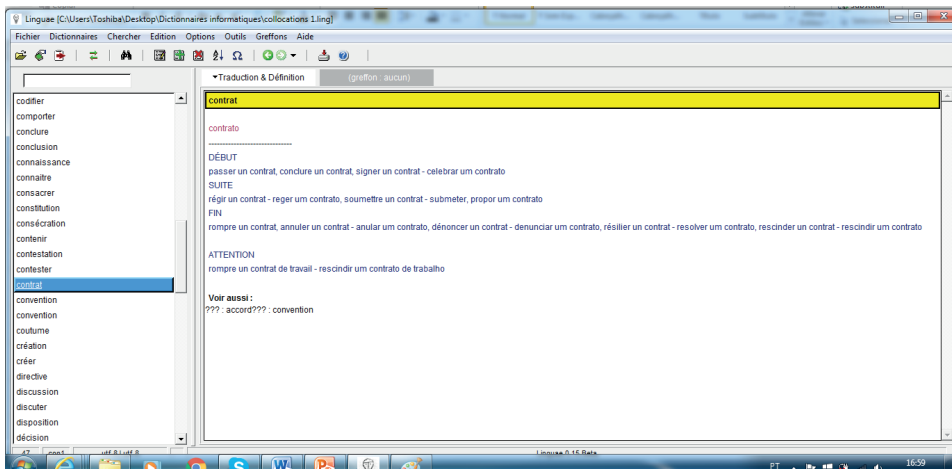 Linguae [C:\Users\Toshiba\Desktop\Dictionnaires informatiques\collocations 1.ling]
Fichier Dictionnaires Chercher Edition Options Outils Greffons Aide
Traduction & Définition (greffon : aucun)
codifier
comporter
conclure
conclusion
connaissance
connaitre
consacrer
constitution
consécration
contenir
contestation
contester
contrat
convention
convention
coutume
création
créer
directive
discussion
discuter
disposition
décision
contrat
contrato
------------------------------
DÉBUT
passer un contrat, conclure un contrat, signer un contrat - celebrar um contrato
SUITE
régir un contrat - reger um contrato, soumettre un contrat - submeter, propor um contrato
FIN
rompre un contrat, annuler un contrat - anular um contrato, dénoncer un contrat - denunciar um contrato, résilier un contrat - resolver um contrato, rescinder un contrat - rescindir um contrato
ATTENTION
rompre un contrat de travail - rescindir um contrato de trabalho
Voir aussi :
??? : accord??? : convention
Linguae 0.15 Beta
PT
16:59